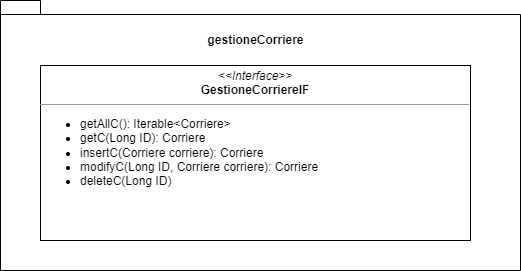 gestioneCorriere
<<Interface>>
GestioneCorriereIF
• getAllC(): Iterable<Corriere>
• getC(Long ID): Corriere
• insertC(Corriere corriere): Corriere
• modifyC(Long ID, Corriere corriere): Corriere
• deleteC(Long ID)